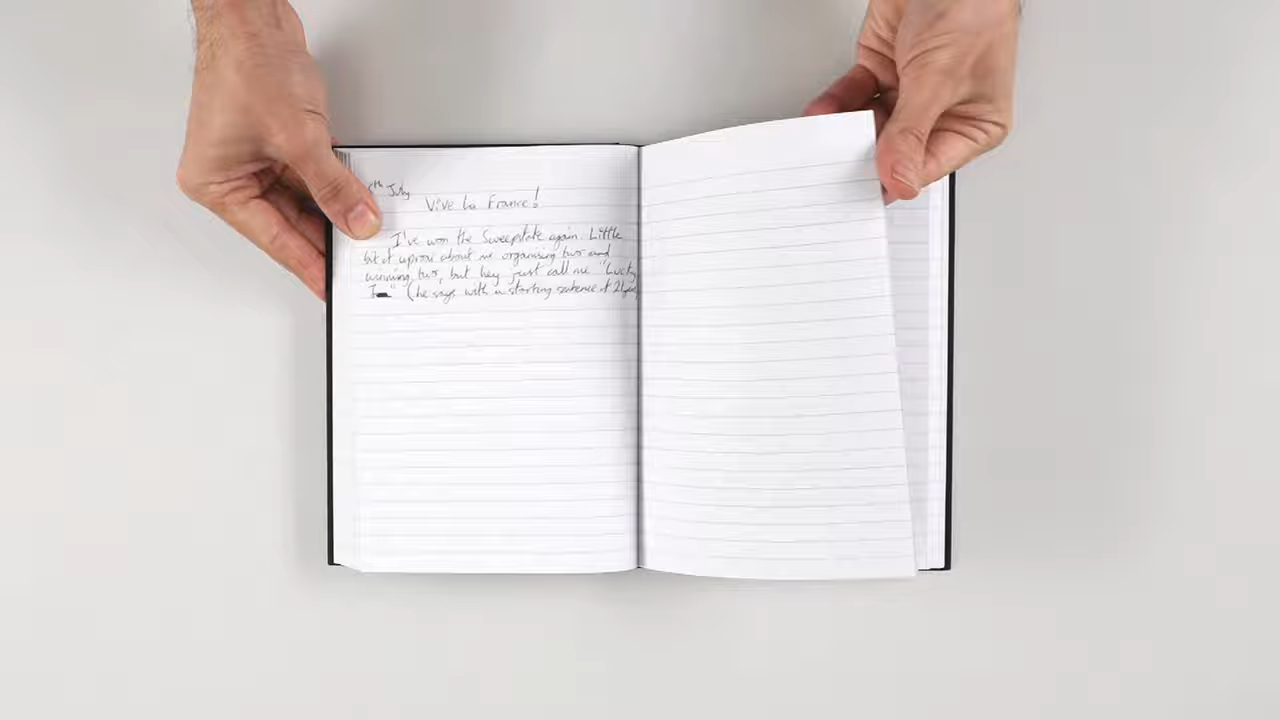 th July
Vive La France!
I've won the Sweepstake again. Little
bit of uproar about me organising two and
winning two, but hey just call me "Lucky
J" (he says with a starting sentence of